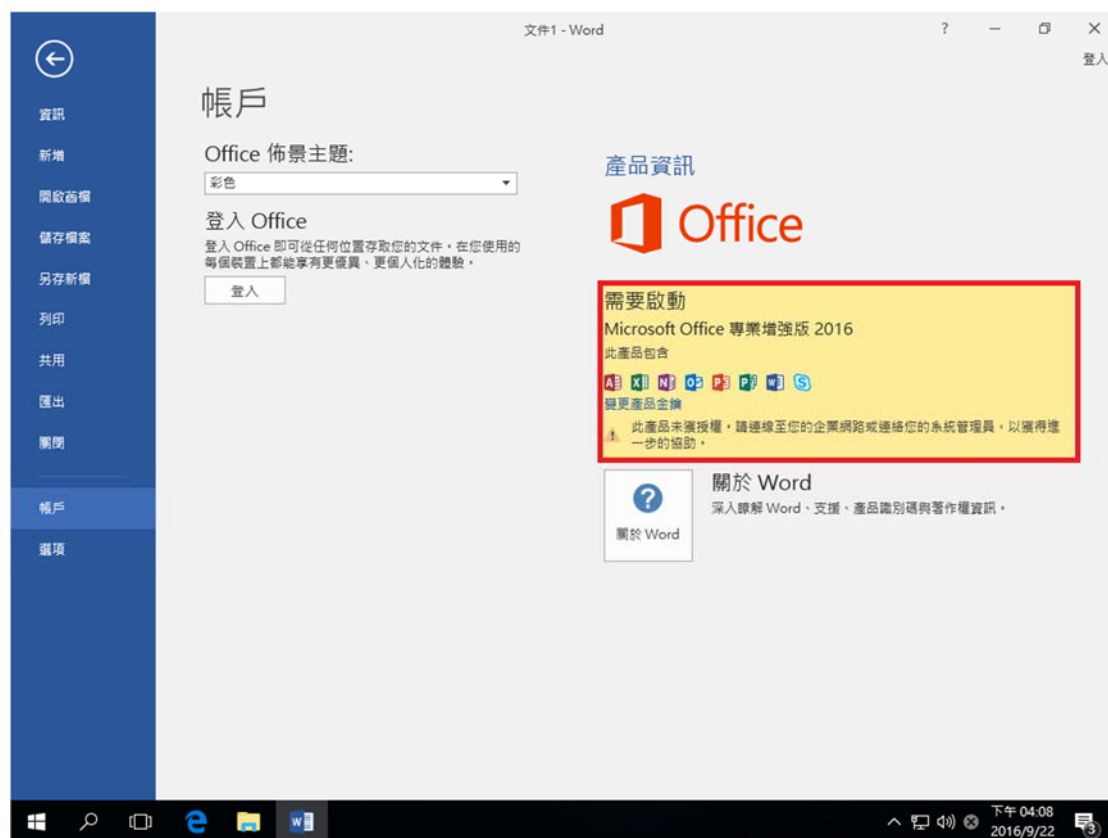 文件1 - Word
?
登入
資訊
新增
開啟舊檔
儲存檔案
另存新檔
列印
共用
匯出
關閉
帳戶
選項
帳戶
Office 佈景主題:
彩色
登入 Office
登入 Office 即可從任何位置存取您的文件。在您使用的
每個裝置上都能享有更優異、更個人化的體驗。
登入
產品資訊
Office
需要啟動
Microsoft Office 專業增強版 2016
此產品包含
變更產品金鑰
此產品未獲授權。請連線至您的企業網路或連絡您的系統管理員，以獲得進
一步的協助。
?
關於 Word
關於 Word
深入瞭解 Word、支援、產品識別碼與著作權資訊。
下午 04:08
2016/9/22
3